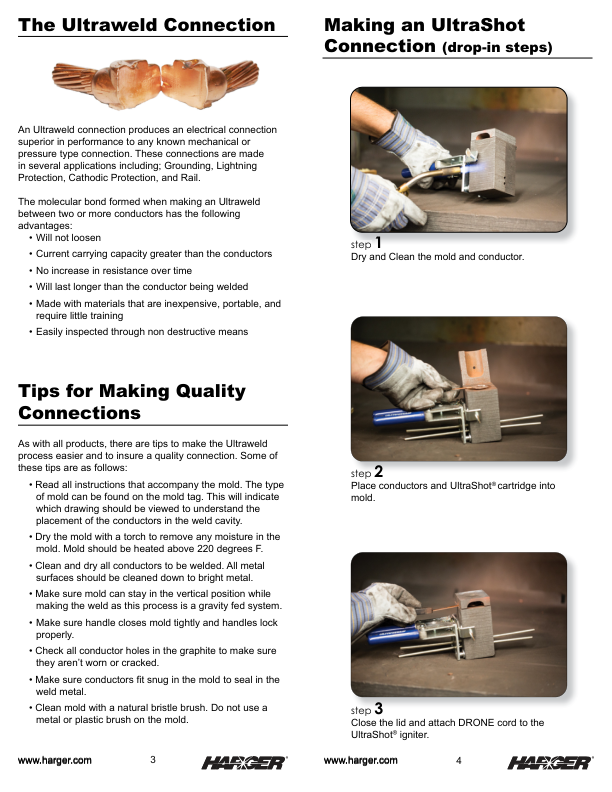 The Ultraweld Connection
An Ultraweld connection produces an electrical connection
superior in performance to any known mechanical or
pressure type connection. These connections are made
in several applications including; Grounding, Lightning
Protection, Cathodic Protection, and Rail.
The molecular bond formed when making an Ultraweld
between two or more conductors has the following
advantages:
• Will not loosen
• Current carrying capacity greater than the conductors
• No increase in resistance over time
• Will last longer than the conductor being welded
• Made with materials that are inexpensive, portable, and
require little training
• Easily inspected through non destructive means
Tips for Making Quality
Connections
As with all products, there are tips to make the Ultraweld
process easier and to insure a quality connection. Some of
these tips are as follows:
• Read all instructions that accompany the mold. The type
of mold can be found on the mold tag. This will indicate
which drawing should be viewed to understand the
placement of the conductors in the weld cavity.
• Dry the mold with a torch to remove any moisture in the
mold. Mold should be heated above 220 degrees F.
• Clean and dry all conductors to be welded. All metal
surfaces should be cleaned down to bright metal.
• Make sure mold can stay in the vertical position while
making the weld as this process is a gravity fed system.
• Make sure handle closes mold tightly and handles lock
properly.
• Check all conductor holes in the graphite to make sure
they aren't worn or cracked.
• Make sure conductors fit snug in the mold to seal in the
weld metal.
• Clean mold with a natural bristle brush. Do not use a
metal or plastic brush on the mold.
www.harger.com 3 HARGER®
Making an UltraShot
Connection (drop-in steps)
step 1
Dry and Clean the mold and conductor.
step 2
Place conductors and UltraShot® cartridge into
mold.
step 3
Close the lid and attach DRONE cord to the
UltraShot® igniter.
www.harger.com 4 HARGER®